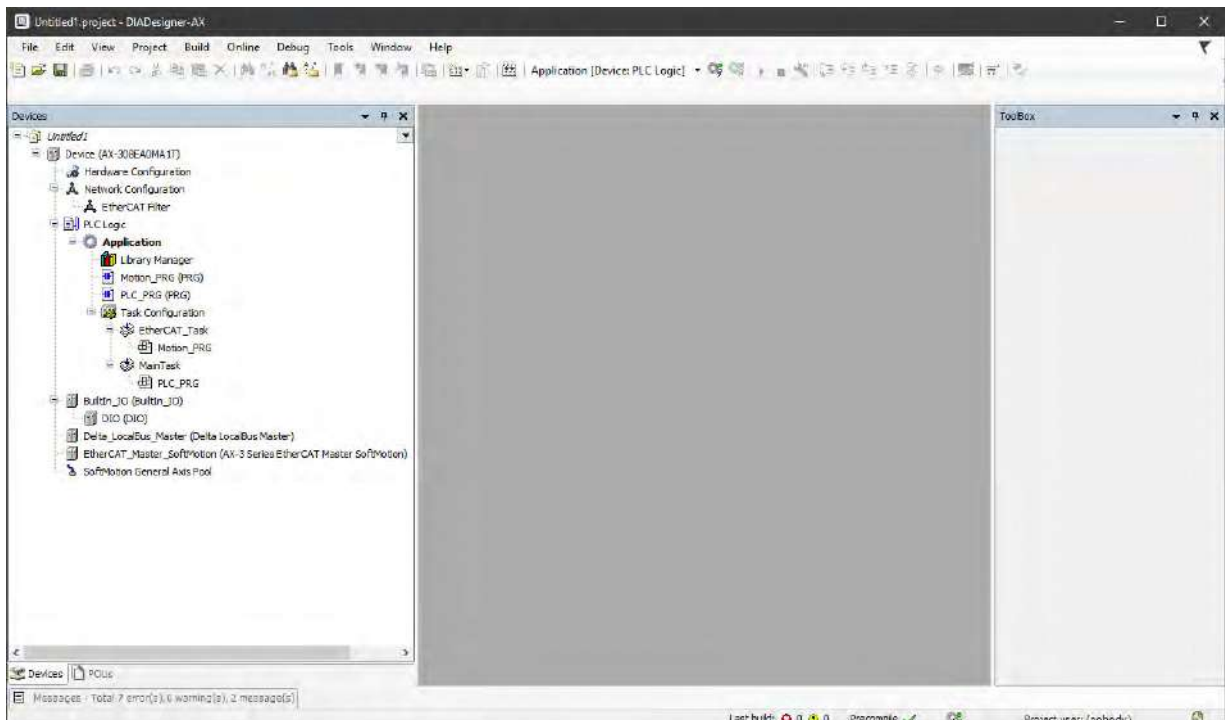 Untitled1.project - DIADesigner-AX
File Edit View Project Build Online Debug Tools Window Help
Application [Device: PLC Logic]
Devices
Untitled1
Device (AX-308EA0MA1T)
Hardware Configuration
Network Configuration
EtherCAT Filter
PLC Logic
Application
Library Manager
Motion_PRG (PRG)
PLC_PRG (PRG)
Task Configuration
EtherCAT_Task
Motion_PRG
MainTask
PLC_PRG
BuiltIn_IO (BuiltIn_IO)
DIO (DIO)
Delta_LocalBus_Master (Delta LocalBus Master)
EtherCAT_Master_SoftMotion (AX-3 Series EtherCAT Master SoftMotion)
SoftMotion General Axis Pool
ToolBox
Devices POUs
Messages - Total 7 error(s), 0 warning(s), 2 message(s)
Last build: 0 0 Precompile Project user: (nobody)